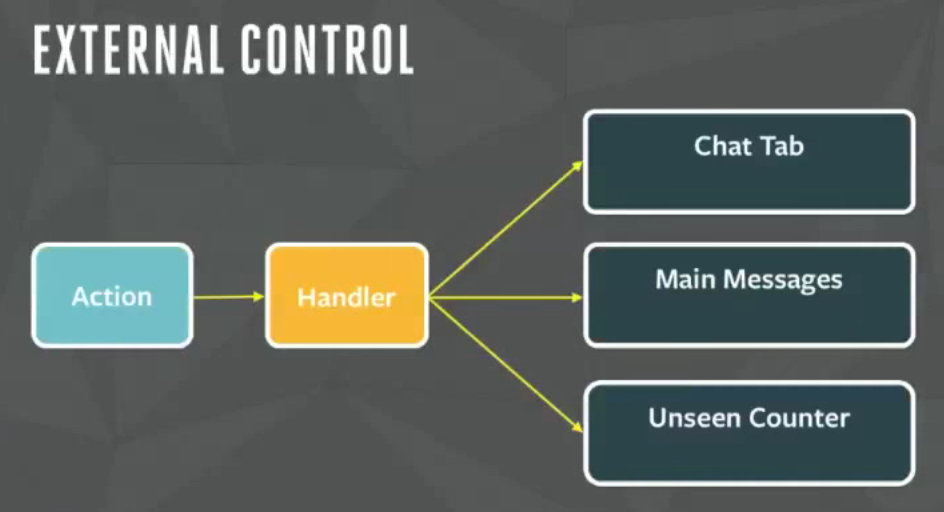 EXTERNAL CONTROL
Chat Tab
Action
Handler
Main Messages
Unseen Counter